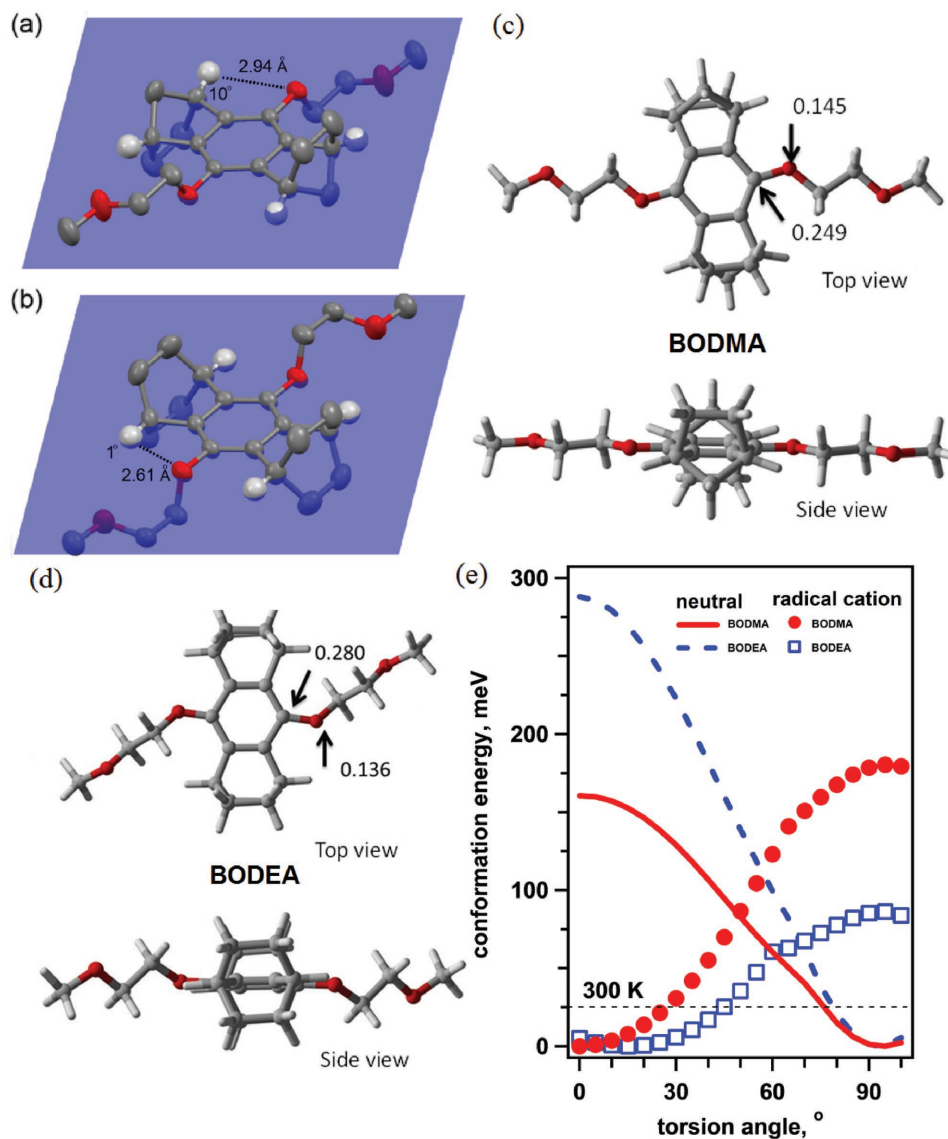 (a)
2.94 Å
10°
(b)
1°
2.61 Å
(c)
0.145
0.249
Top view
BODMA
Side view
(d)
0.280
0.136
Top view
BODEA
Side view
(e)
300
neutral radical cation
BODMA BODMA
BODEA BODEA
200
100
300 K
0
0 30 60 90
conformation energy, meV
torsion angle, °